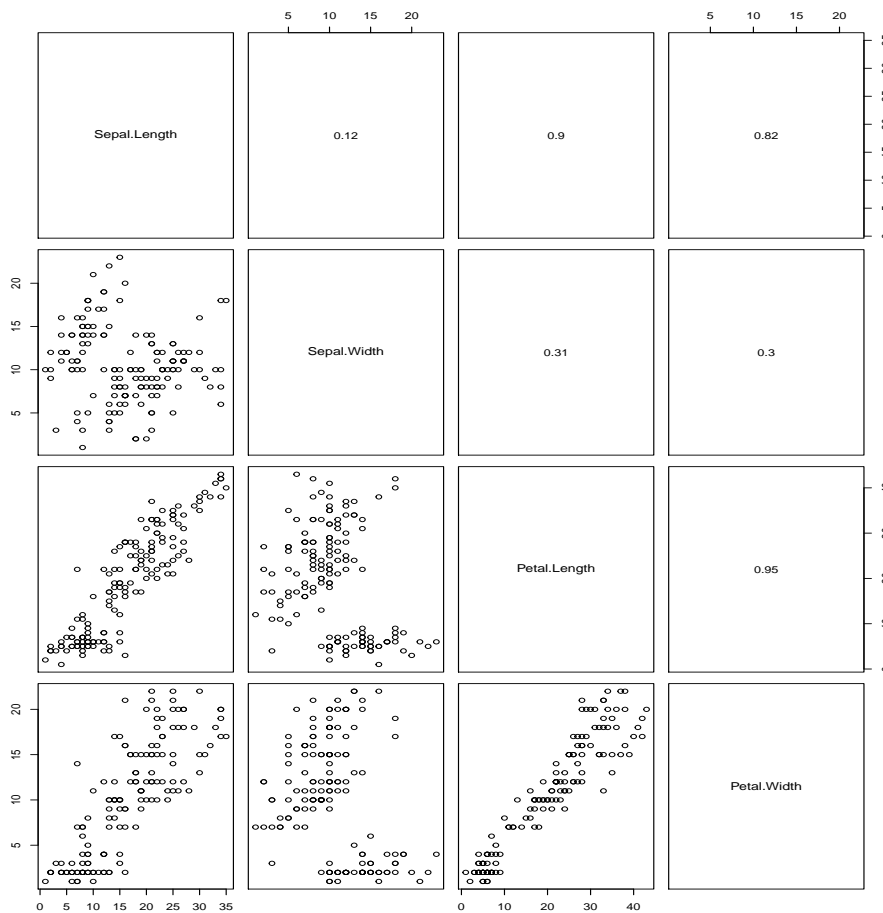 5 10 15 20 5 10 15 20
Sepal.Length 0.12 0.9 0.82
5 10 15 20
Sepal.Width 0.31 0.3
Petal.Length 0.95
5 10 15 20
Petal.Width
0 5 10 15 20 25 30 35 0 10 20 30 40